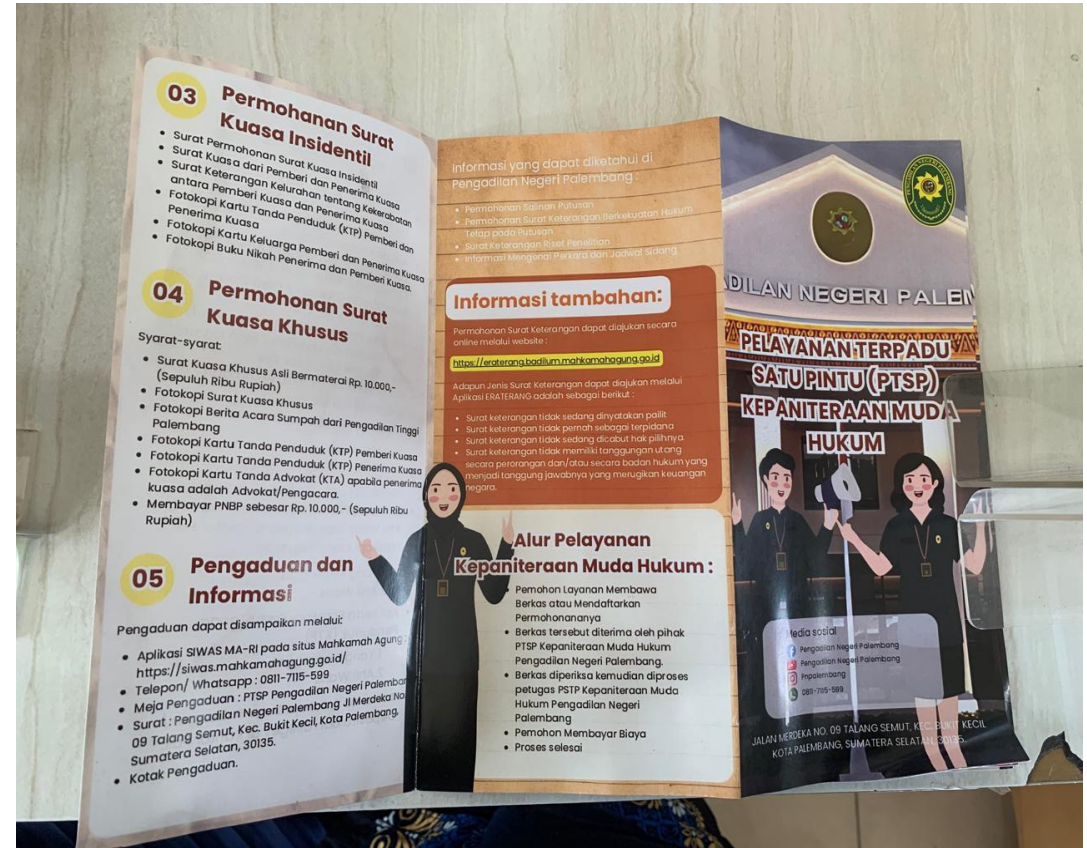 03
Permohanan Surat
Kuasa Insidentil
• Surat Permohonan Surat Kuasa Insidentil
• Surat Kuasa dari Pemberi dan Penerima Kuasa
• Surat Keterangan Kelurahan tentang Kekerabatan
antara Pemberi Kuasa dan Penerima Kuasa
• Fotokopi Kartu Tanda Penduduk (KTP) Pemberi dan
Penerima Kuasa
• Fotokopi Kartu Keluarga Pemberi dan Penerima Kuasa
• Fotokopi Buku Nikah Penerima dan Pemberi Kuasa.
04
Permohonan Surat
Kuasa Khusus
Syarat-syarat:
• Surat Kuasa Khusus Asli Bermaterai Rp. 10.000,-
(Sepuluh Ribu Rupiah)
• Fotokopi Surat Kuasa Khusus
• Fotokopi Berita Acara Sumpah dari Pengadilan Tinggi
Palembang
• Fotokopi Kartu Tanda Penduduk (KTP) Pemberi Kuasa
• Fotokopi Kartu Tanda Penduduk (KTP) Penerima Kuasa
• Fotokopi Kartu Tanda Advokat (KTA) apabila penerima
kuasa adalah Advokat/Pengacara.
• Membayar PNBP sebesar Rp. 10.000,- (Sepuluh Ribu
Rupiah)
05
Pengaduan dan
Informasi
Pengaduan dapat disampaikan melalui:
• Aplikasi SIWAS MA-RI pada situs Mahkamah Agung :
https://siwas.mahkamahagung.go.id/
• Telepon/ Whatsapp : 0811-7115-599
• Meja Pengaduan : PTSP Pengadilan Negeri Palembang
• Surat : Pengadilan Negeri Palembang Jl Merdeka No
09 Talang Semut, Kec. Bukit Kecil, Kota Palembang,
Sumatera Selatan, 30135.
• Kotak Pengaduan.
Informasi yang dapat diketahui di
Pengadilan Negeri Palembang :
• Permohonan Salinan Putusan
• Permohonan Surat Keterangan Berkekuatan Hukum
Tetap pada Putusan
• Surat Keterangan Riset Penelitian
• Informasi Mengenai Perkara dan Jadwal Sidang
Informasi tambahan:
Permohonan Surat Keterangan dapat diajukan secara
online melalui website :
https://eraterang.badilum.mahkamahagung.go.id
Adapun Jenis Surat Keterangan dapat diajukan melalui
Aplikasi ERATERANG adalah sebagai berikut :
• Surat keterangan tidak sedang dinyatakan pailit
• Surat keterangan tidak pernah sebagai terpidana
• Surat keterangan tidak sedang dicabut hak pilihnya
• Surat keterangan tidak memiliki tanggungan utang
secara perorangan dan/atau secara badan hukum yang
menjadi tanggung jawabnya yang merugikan keuangan
negara.
Alur Pelayanan
Kepaniteraan Muda Hukum :
• Pemohon Layanan Membawa
Berkas atau Mendaftarkan
Permohonananya
• Berkas tersebut diterima oleh pihak
PTSP Kepaniteraan Muda Hukum
Pengadilan Negeri Palembang.
• Berkas diperiksa kemudian diproses
petugas PSTP Kepaniteraan Muda
Hukum Pengadilan Negeri
Palembang
• Pemohon Membayar Biaya
• Proses selesai
ADILAN NEGERI PALEM
PELAYANAN TERPADU
SATU PINTU (PTSP)
KEPANITERAAN MUDA
HUKUM
Media sosial
Pengadilan Negeri Palembang
Pengadilan Negeri Palembang
Pnpalembang
0811-7115-599
JALAN MERDEKA NO. 09 TALANG SEMUT, KEC. BUKIT KECIL
KOTA PALEMBANG, SUMATERA SELATAN, 30135.